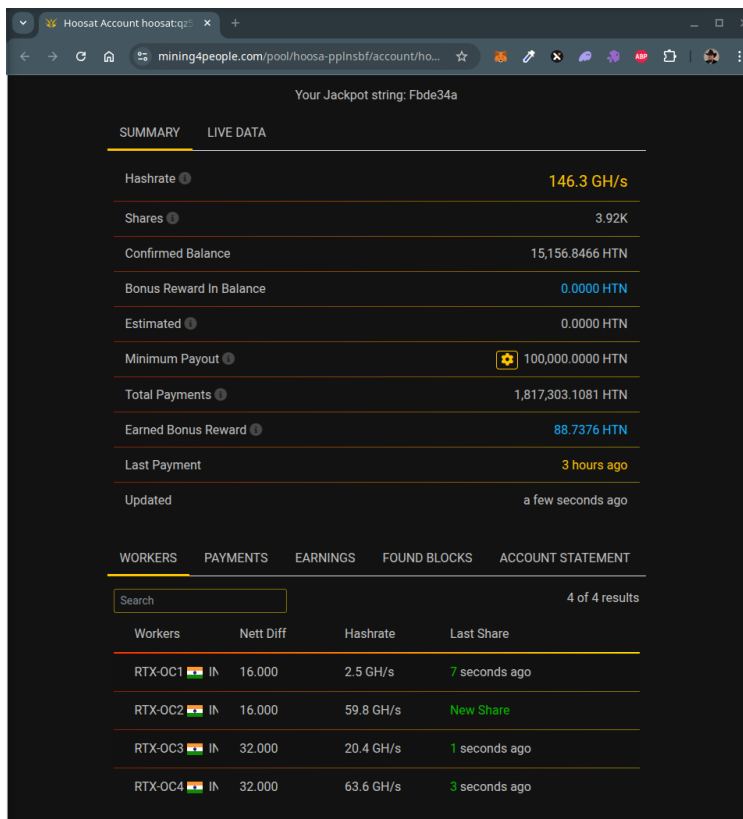 Hoosat Account hoosat:qz5
mining4people.com/pool/hoosa-pplnsbf/account/ho...
ABP
Your Jackpot string: Fbde34a
SUMMARY LIVE DATA
Hashrate 146.3 GH/s
Shares 3.92K
Confirmed Balance 15,156.8466 HTN
Bonus Reward In Balance 0.0000 HTN
Estimated 0.0000 HTN
Minimum Payout 100,000.0000 HTN
Total Payments 1,817,303.1081 HTN
Earned Bonus Reward 88.7376 HTN
Last Payment 3 hours ago
Updated a few seconds ago
WORKERS PAYMENTS EARNINGS FOUND BLOCKS ACCOUNT STATEMENT
Search 4 of 4 results
Workers Nett Diff Hashrate Last Share
RTX-OC1 IN 16.000 2.5 GH/s 7 seconds ago
RTX-OC2 IN 16.000 59.8 GH/s New Share
RTX-OC3 IN 32.000 20.4 GH/s 1 seconds ago
RTX-OC4 IN 32.000 63.6 GH/s 3 seconds ago